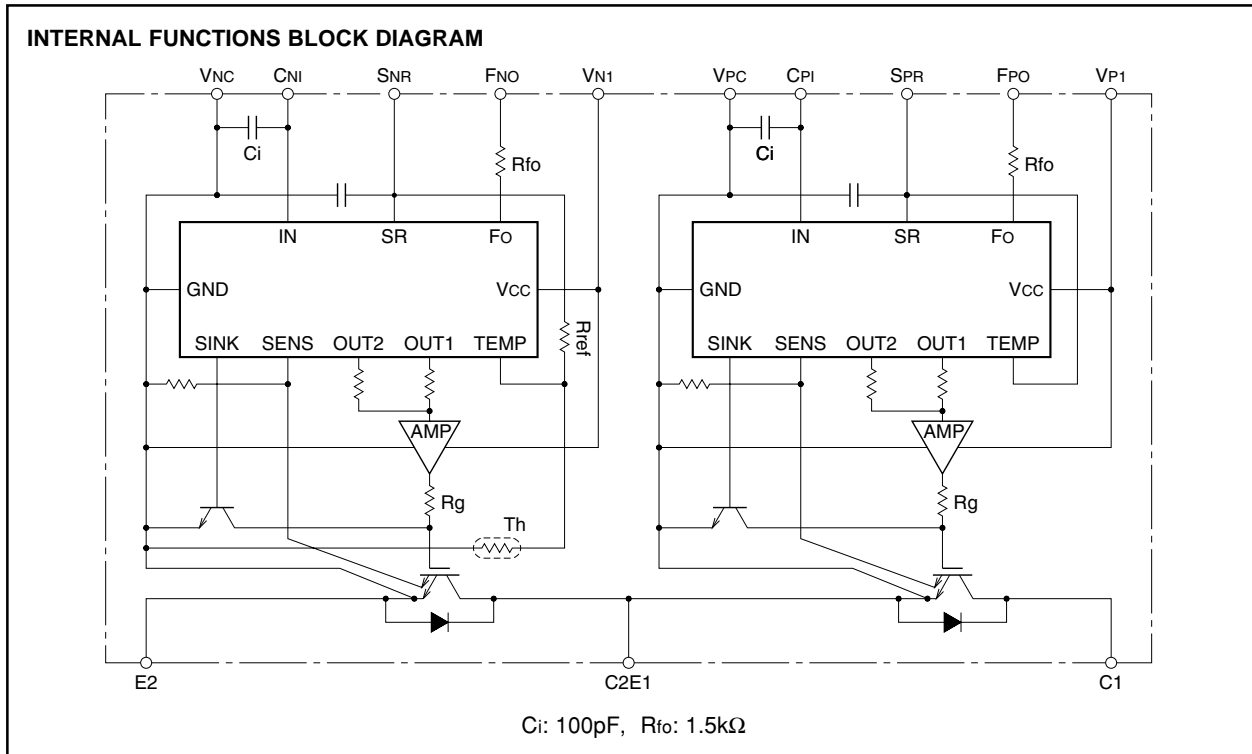 INTERNAL FUNCTIONS BLOCK DIAGRAM
VNC CNI SNR FNO VN1 VPC CPI SPR FPO VP1
Ci Rfo Ci Rfo
IN SR FO IN SR FO
GND VCC GND VCC
Rref
SINK SENS OUT2 OUT1 TEMP SINK SENS OUT2 OUT1 TEMP
AMP AMP
Rg Rg
Th
E2 C2E1 C1
Ci: 100pF, Rfo: 1.5kΩ